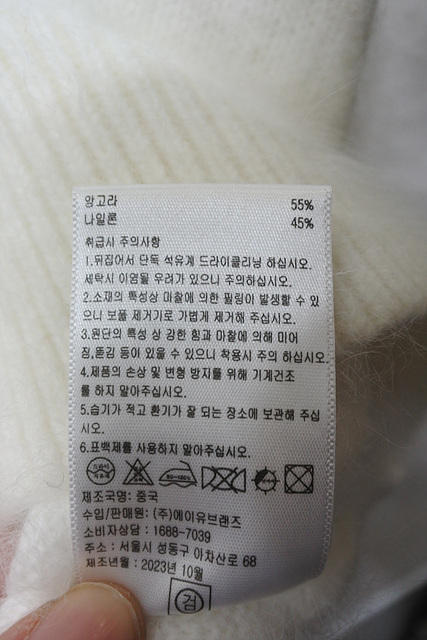 앙고라 55%
나일론 45%
취급시 주의사항
1.뒤집어서 단독 석유계 드라이클리닝 하십시오.
세탁시 이염될 우려가 있으니 주의하십시오.
2.소재의 특성상 마찰에 의한 필링이 발생할 수 있
으니 보풀 제거기로 가볍게 제거해 주십시오.
3.원단의 특성 상 강한 힘과 마찰에 의해 미어
짐,뜯김 등이 있을 수 있으니 착용시 주의 하십시오.
4.제품의 손상 및 변형 방지를 위해 기계건조
를 하지 말아주십시오.
5.습기가 적고 환기가 잘 되는 장소에 보관해 주십
시오.
6.표백제를 사용하지 말아주십시오.
제조국명: 중국
수입/판매원: (주)에이유브랜즈
소비자상담 : 1688-7039
주소 : 서울시 성동구 아차산로 68
제조년월 : 2023년 10월
검